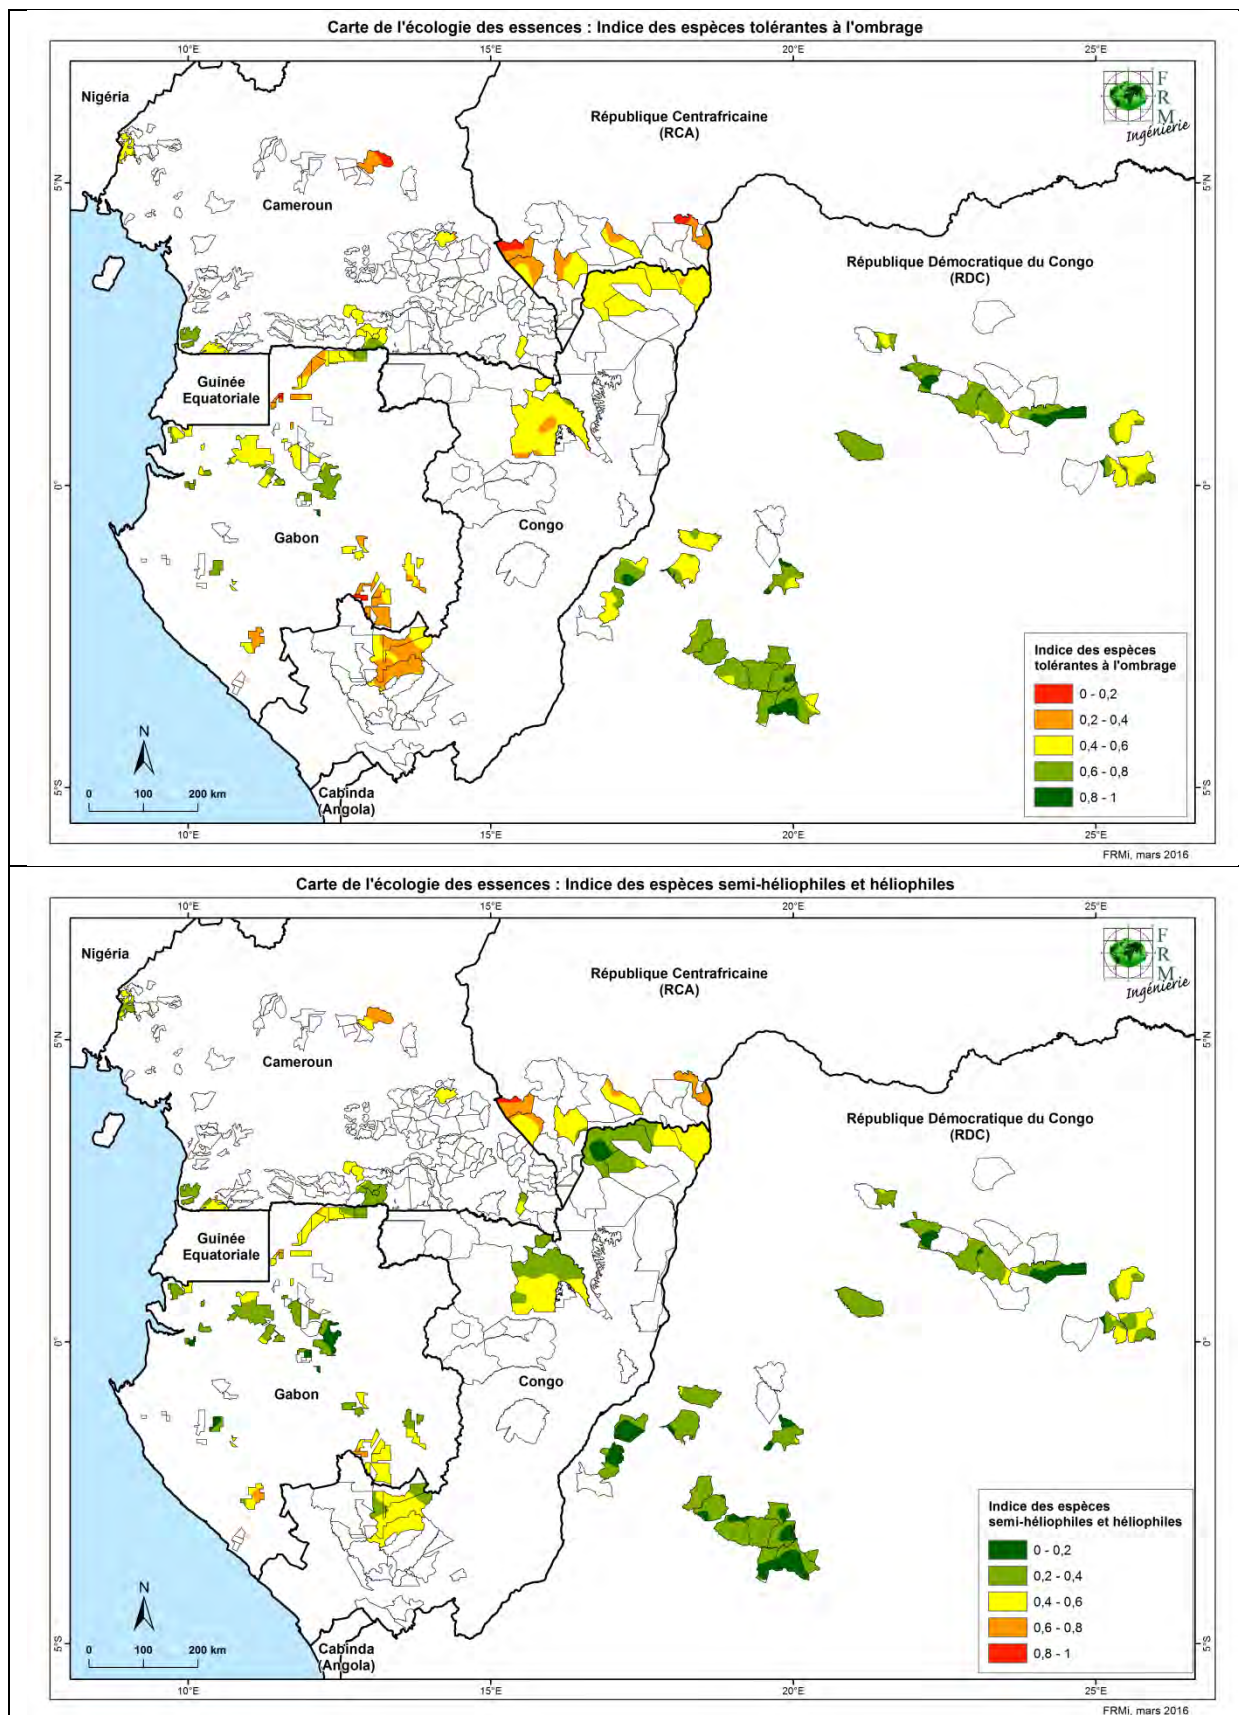 Carte de l'écologie des essences : Indice des espèces tolérantes à l'ombrage
10°E
15°E
20°E
25°E
Nigéria
République Centrafricaine
(RCA)
F
R
M
Ingénierie
5°N
5°N
Cameroun
République Démocratique du Congo
(RDC)
Guinée
Equatoriale
0°
0°
Gabon
Congo
Indice des espèces
tolérantes à l'ombrage
0 - 0,2
0,2 - 0,4
0,4 - 0,6
0,6 - 0,8
0,8 - 1
N
0 100 200 km
5°S
5°S
Cabinda
(Angola)
10°E
15°E
20°E
25°E
FRMi, mars 2016
Carte de l'écologie des essences : Indice des espèces semi-héliophiles et héliophiles
10°E
15°E
20°E
25°E
Nigéria
République Centrafricaine
(RCA)
F
R
M
Ingénierie
5°N
5°N
Cameroun
République Démocratique du Congo
(RDC)
Guinée
Equatoriale
0°
0°
Gabon
Congo
Indice des espèces
semi-héliophiles et héliophiles
0 - 0,2
0,2 - 0,4
0,4 - 0,6
0,6 - 0,8
0,8 - 1
N
0 100 200 km
5°S
5°S
Cabinda
(Angola)
10°E
15°E
20°E
25°E
FRMi, mars 2016